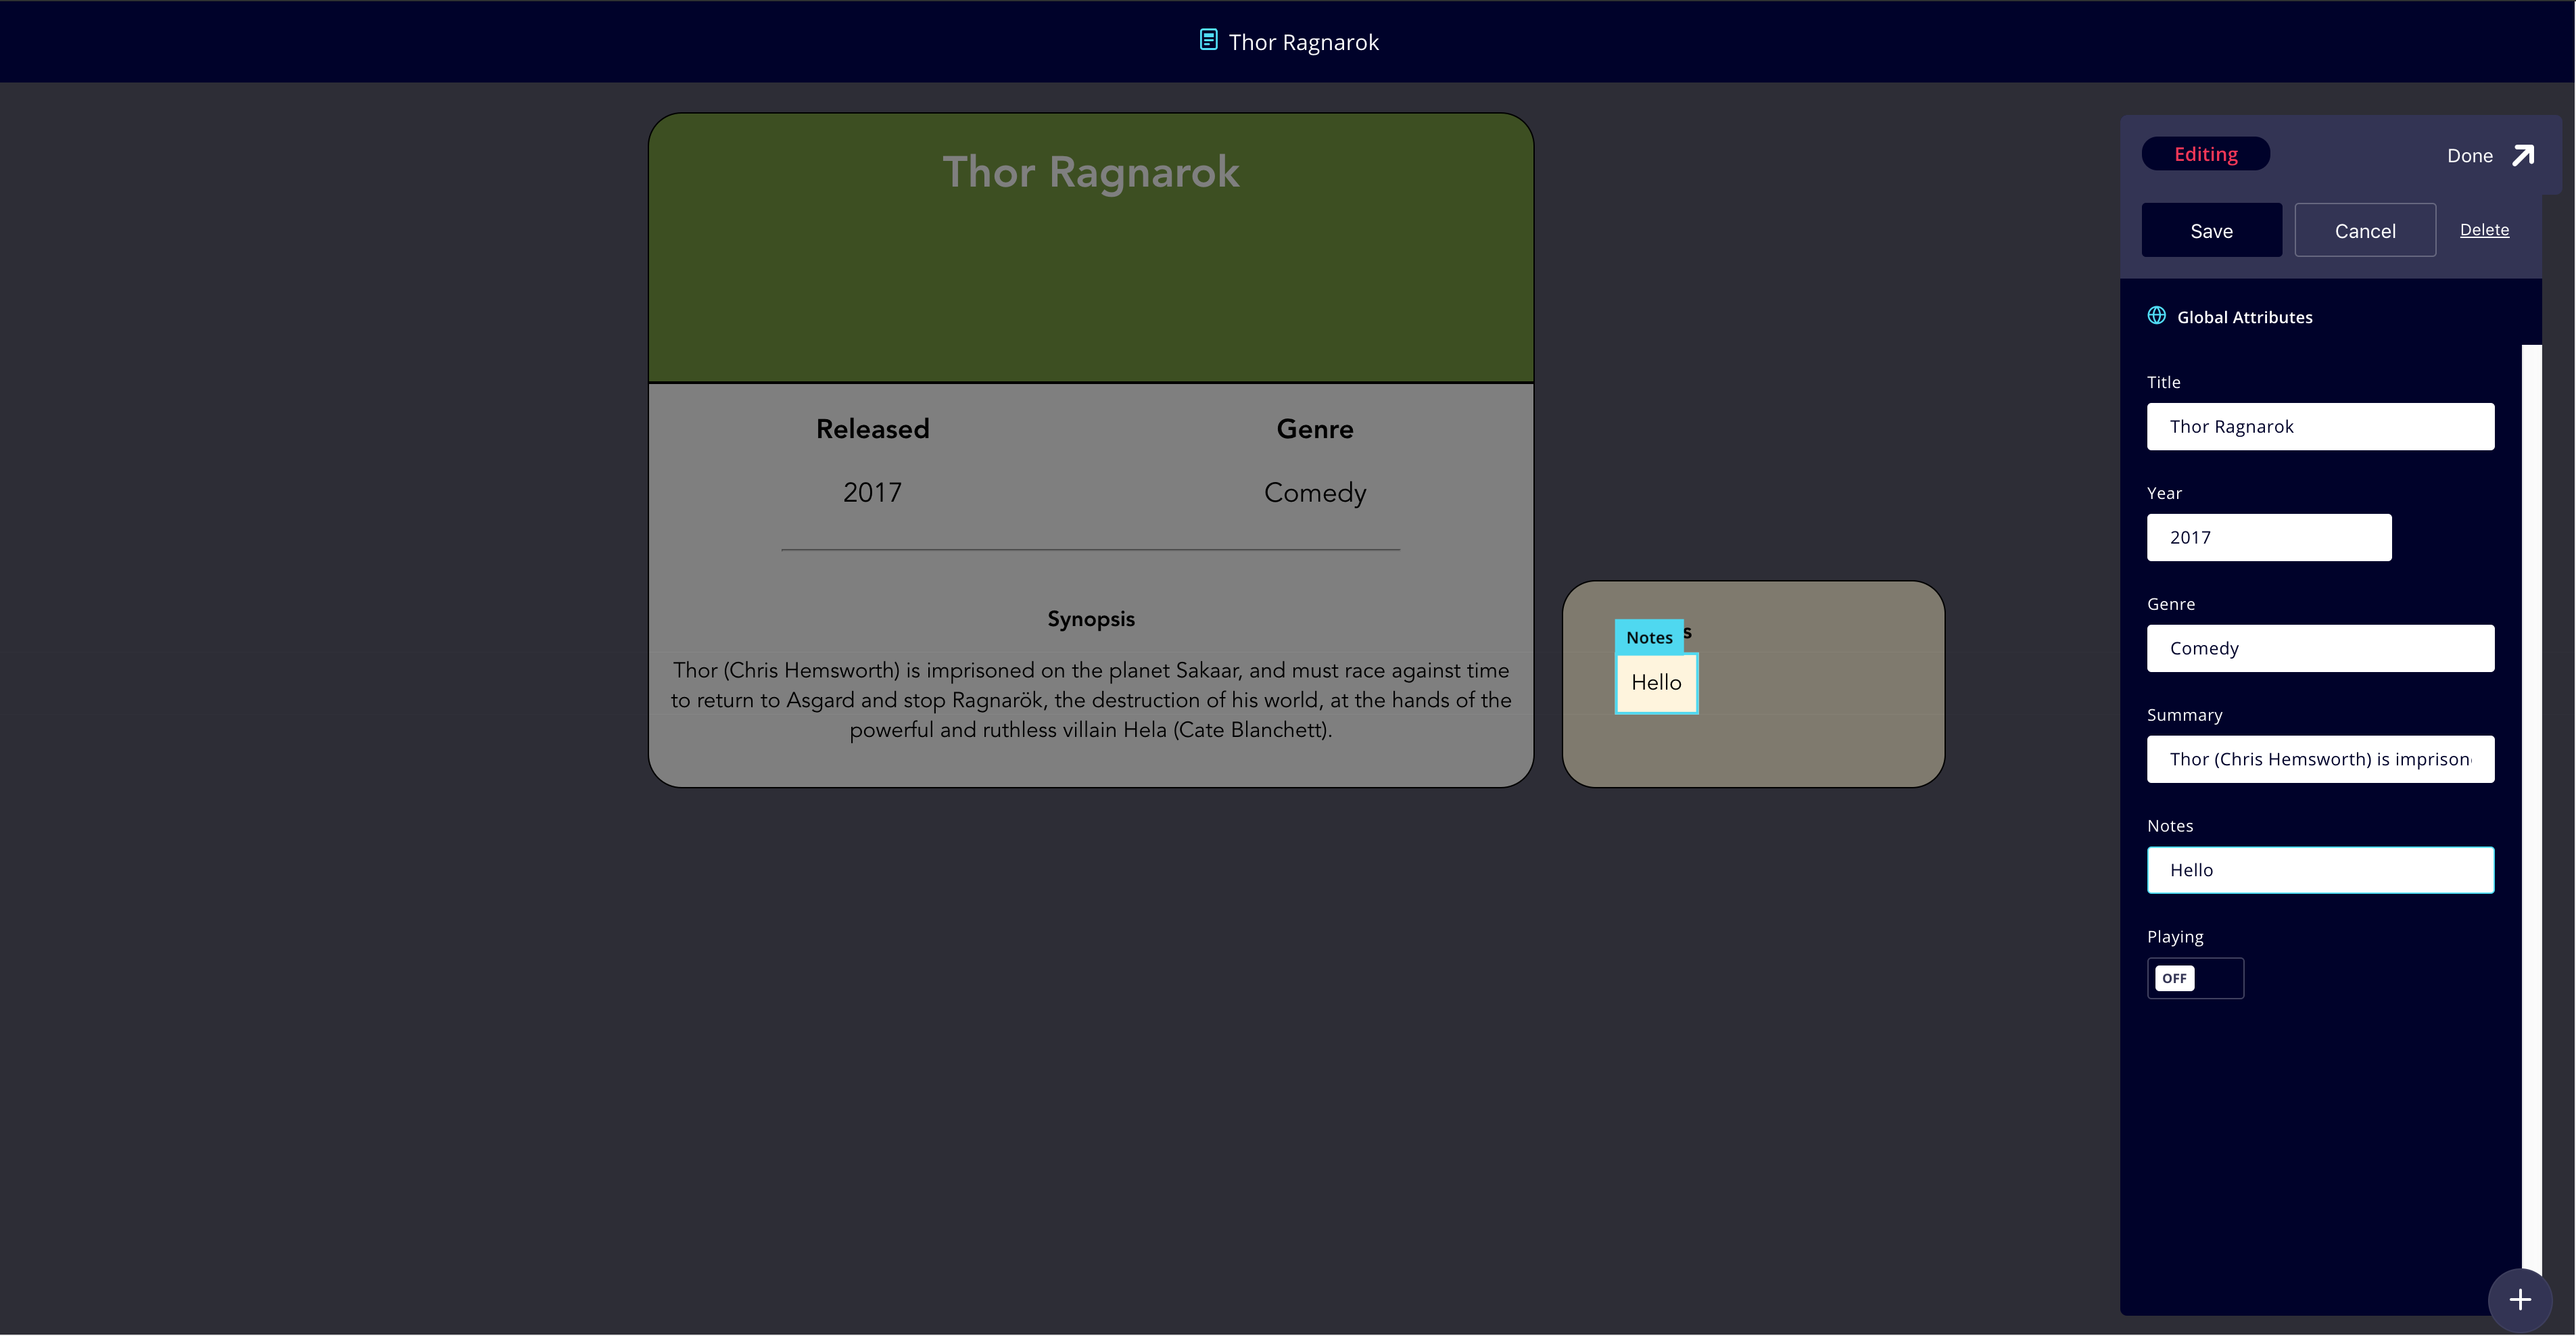 Thor Ragnarok
Thor Ragnarok
Released
Genre
2017
Comedy
Synopsis
Thor (Chris Hemsworth) is imprisoned on the planet Sakaar, and must race against time
to return to Asgard and stop Ragnarök, the destruction of his world, at the hands of the
powerful and ruthless villain Hela (Cate Blanchett).
Notes
Hello
Editing
Done
Save
Cancel
Delete
Global Attributes
Title
Thor Ragnarok
Year
2017
Genre
Comedy
Summary
Thor (Chris Hemsworth) is imprison
Notes
Hello
Playing
OFF